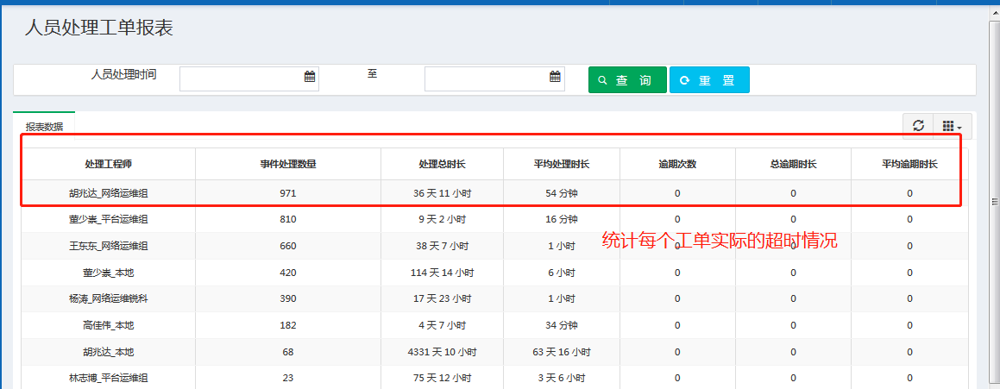 人员处理工单报表
人员处理时间 至 查 询 重 置
报表数据
处理工程师 事件处理数量 处理总时长 平均处理时长 逾期次数 总逾期时长 平均逾期时长
胡兆达_网络运维组 971 36 天 11 小时 54 分钟 0 0 0
董少崇_平台运维组 810 9 天 2 小时 16 分钟 0 0 0
统计每个工单实际的超时情况
王东东_网络运维组 660 38 天 7 小时 1 小时 0 0 0
董少崇_本地 420 114 天 14 小时 6 小时 0 0 0
杨涛_网络运维锐科 390 17 天 23 小时 1 小时 0 0 0
高佳伟_本地 182 4 天 7 小时 34 分钟 0 0 0
胡兆达_本地 68 4331 天 10 小时 63 天 16 小时 0 0 0
林志博_平台运维组 23 75 天 12 小时 3 天 6 小时 0 0 0